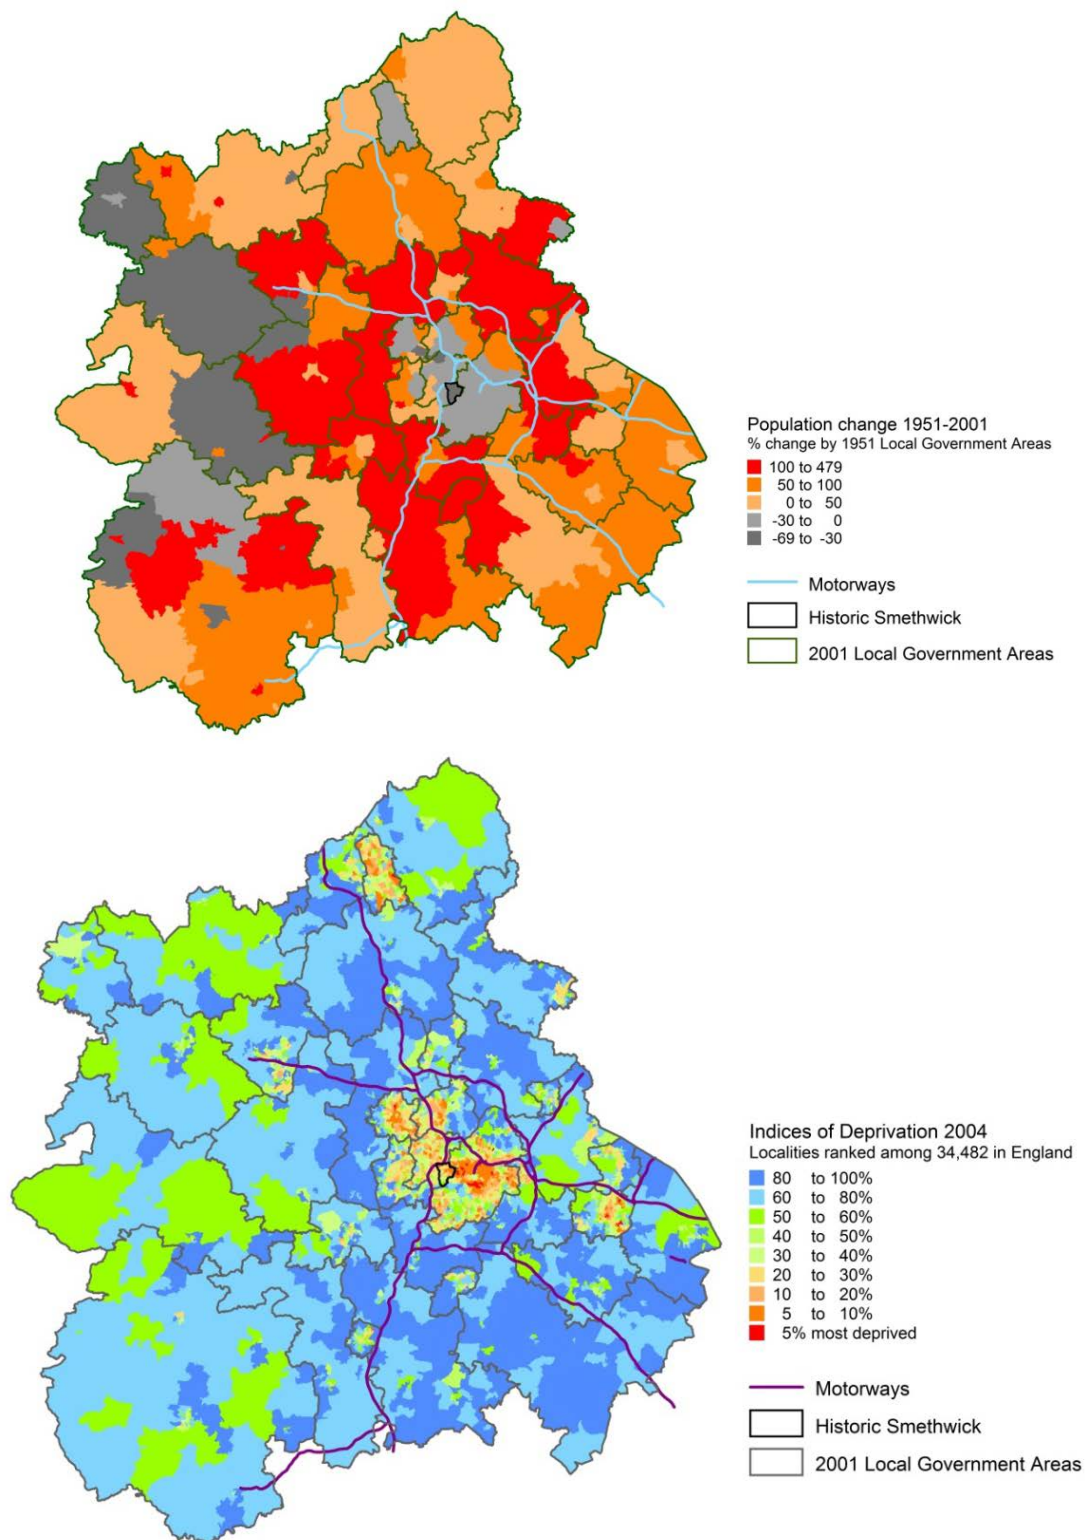 Population change 1951-2001
% change by 1951 Local Government Areas
100 to 479
50 to 100
0 to 50
-30 to 0
-69 to -30
Motorways
Historic Smethwick
2001 Local Government Areas
Indices of Deprivation 2004
Localities ranked among 34,482 in England
80 to 100%
60 to 80%
50 to 60%
40 to 50%
30 to 40%
20 to 30%
10 to 20%
5 to 10%
5% most deprived
Motorways
Historic Smethwick
2001 Local Government Areas